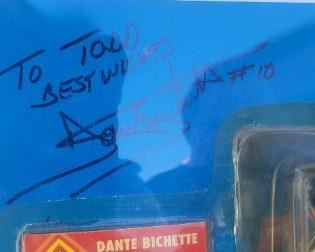 TO TODD
BEST WISHES
#10
DANTE BICHETTE